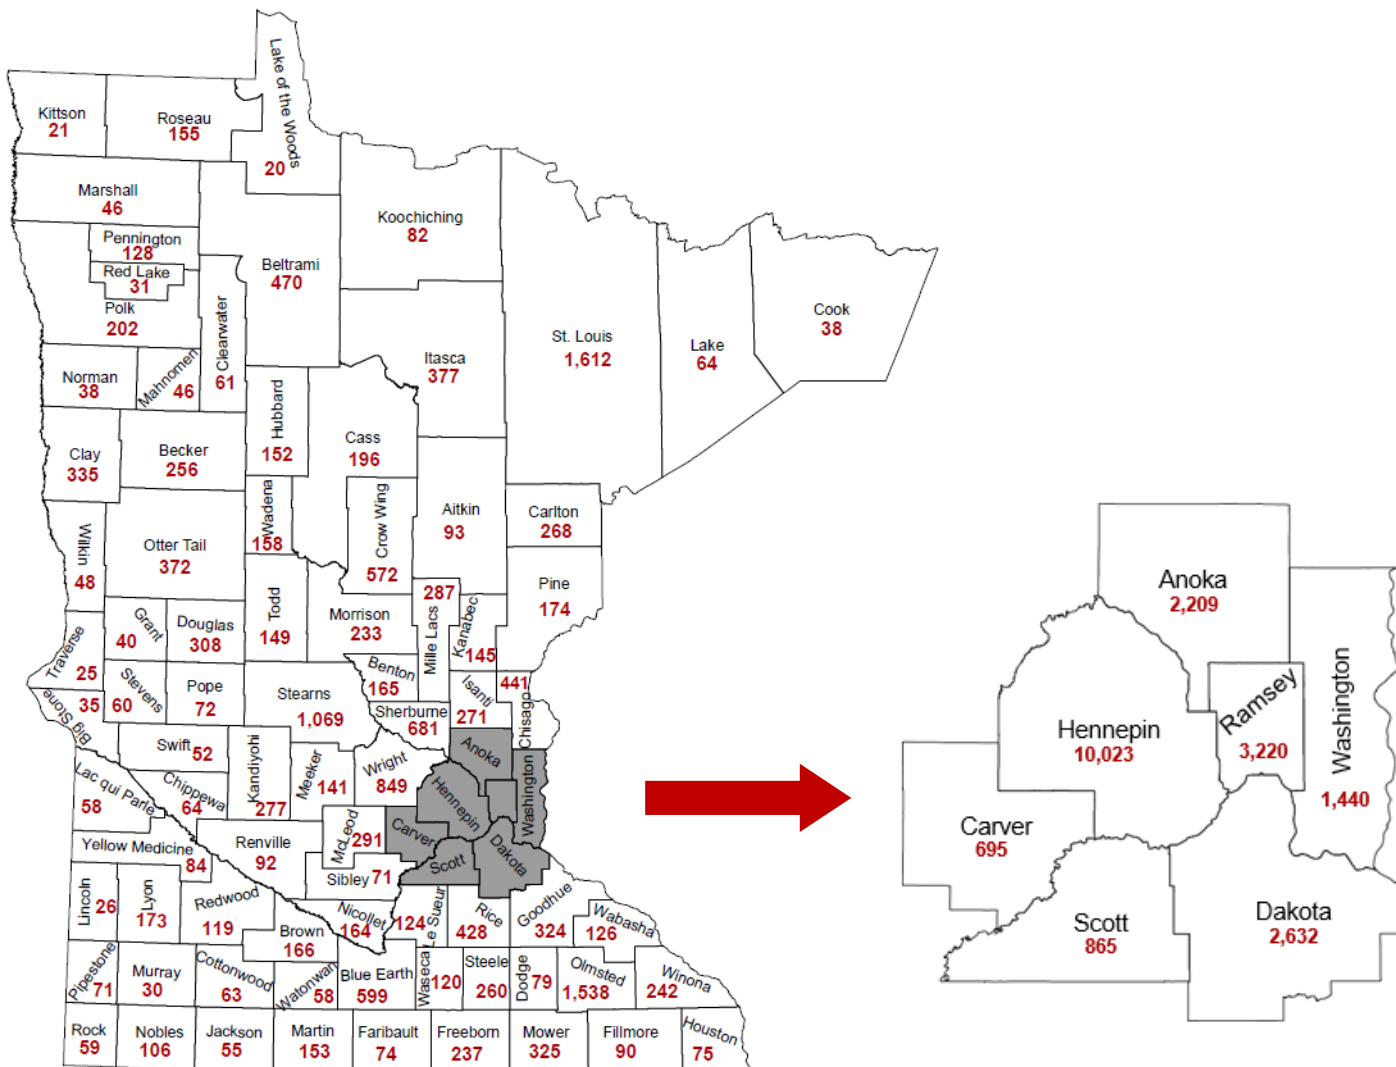 Lake of the Woods
20
Kittson
21
Roseau
155
Marshall
46
Koochiching
82
Pennington
128
Beltrami
470
Red Lake
31
Polk
202
Clearwater
61
Cook
38
St. Louis
1,612
Lake
64
Itasca
377
Norman
38
Mahnomen
46
Hubbard
152
Cass
196
Clay
335
Becker
256
Wadena
158
Crow Wing
572
Aitkin
93
Carlton
268
Wilkin
48
Otter Tail
372
Pine
174
Todd
149
Morrison
233
287
Mille Lacs
Kanabec
145
Grant
40
Douglas
308
Traverse
25
Stevens
60
Pope
72
Stearns
1,069
Benton
165
Isanti
271
441
Chisago
35
Big Stone
Sherburne
681
Swift 52
Kandiyohi
277
Meeker
141
Wright
849
Anoka
Hennepin
Washington
Lac qui Parle
58
Chippewa
64
McLeod
291
Carver
Scott
Dakota
Yellow Medicine
84
Renville
92
Sibley 71
Lincoln
26
Lyon
173
Redwood
119
Brown
166
Nicollet
164
124
Le Sueur
Rice
428
Goodhue
324
Wabasha
126
Pipestone
71
Murray
30
Cottonwood
63
Watonwan
58
Blue Earth
599
Waseca
120
Steele
260
Dodge
79
Olmsted
1,538
Winona
242
Rock
59
Nobles
106
Jackson
55
Martin
153
Faribault
74
Freeborn
237
Mower
325
Fillmore
90
Houston
75
Anoka
2,209
Hennepin
10,023
Ramsey
3,220
Washington
1,440
Carver
695
Scott
865
Dakota
2,632